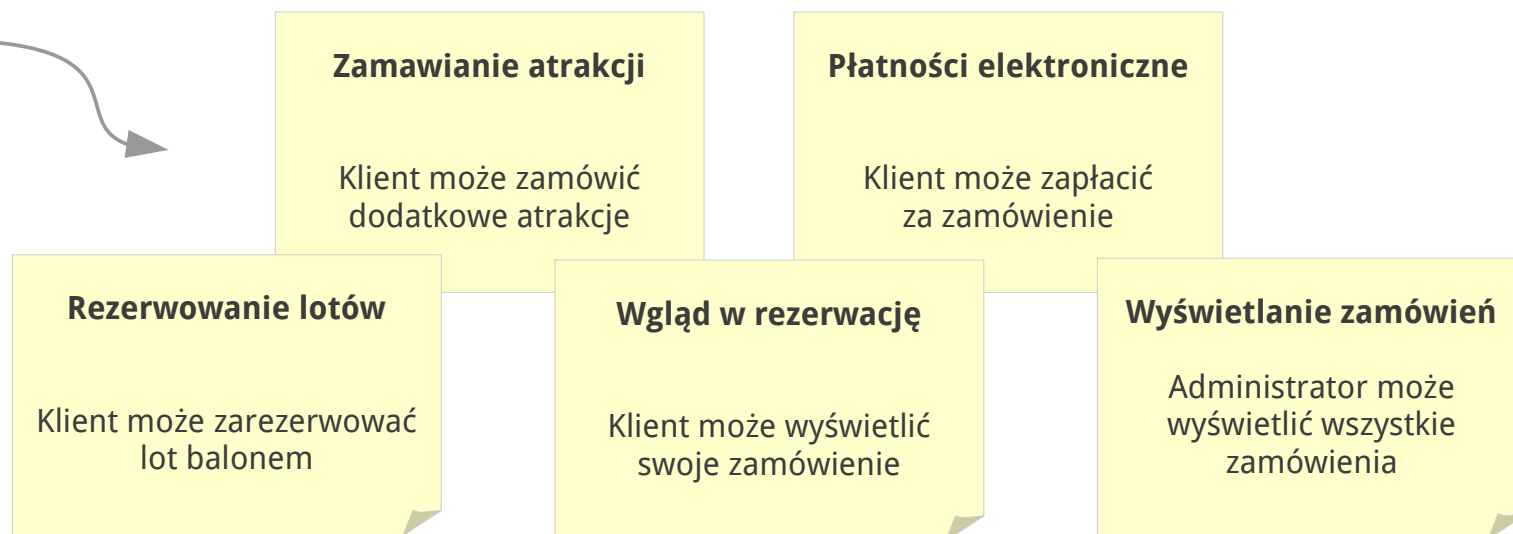 Zamawianie atrakcji
Klient może zamówić
dodatkowe atrakcje
Płatności elektroniczne
Klient może zapłacić
za zamówienie
Rezerwowanie lotów
Klient może zarezerwować
lot balonem
Wgląd w rezerwację
Klient może wyświetlić
swoje zamówienie
Wyświetlanie zamówień
Administrator może
wyświetlić wszystkie
zamówienia